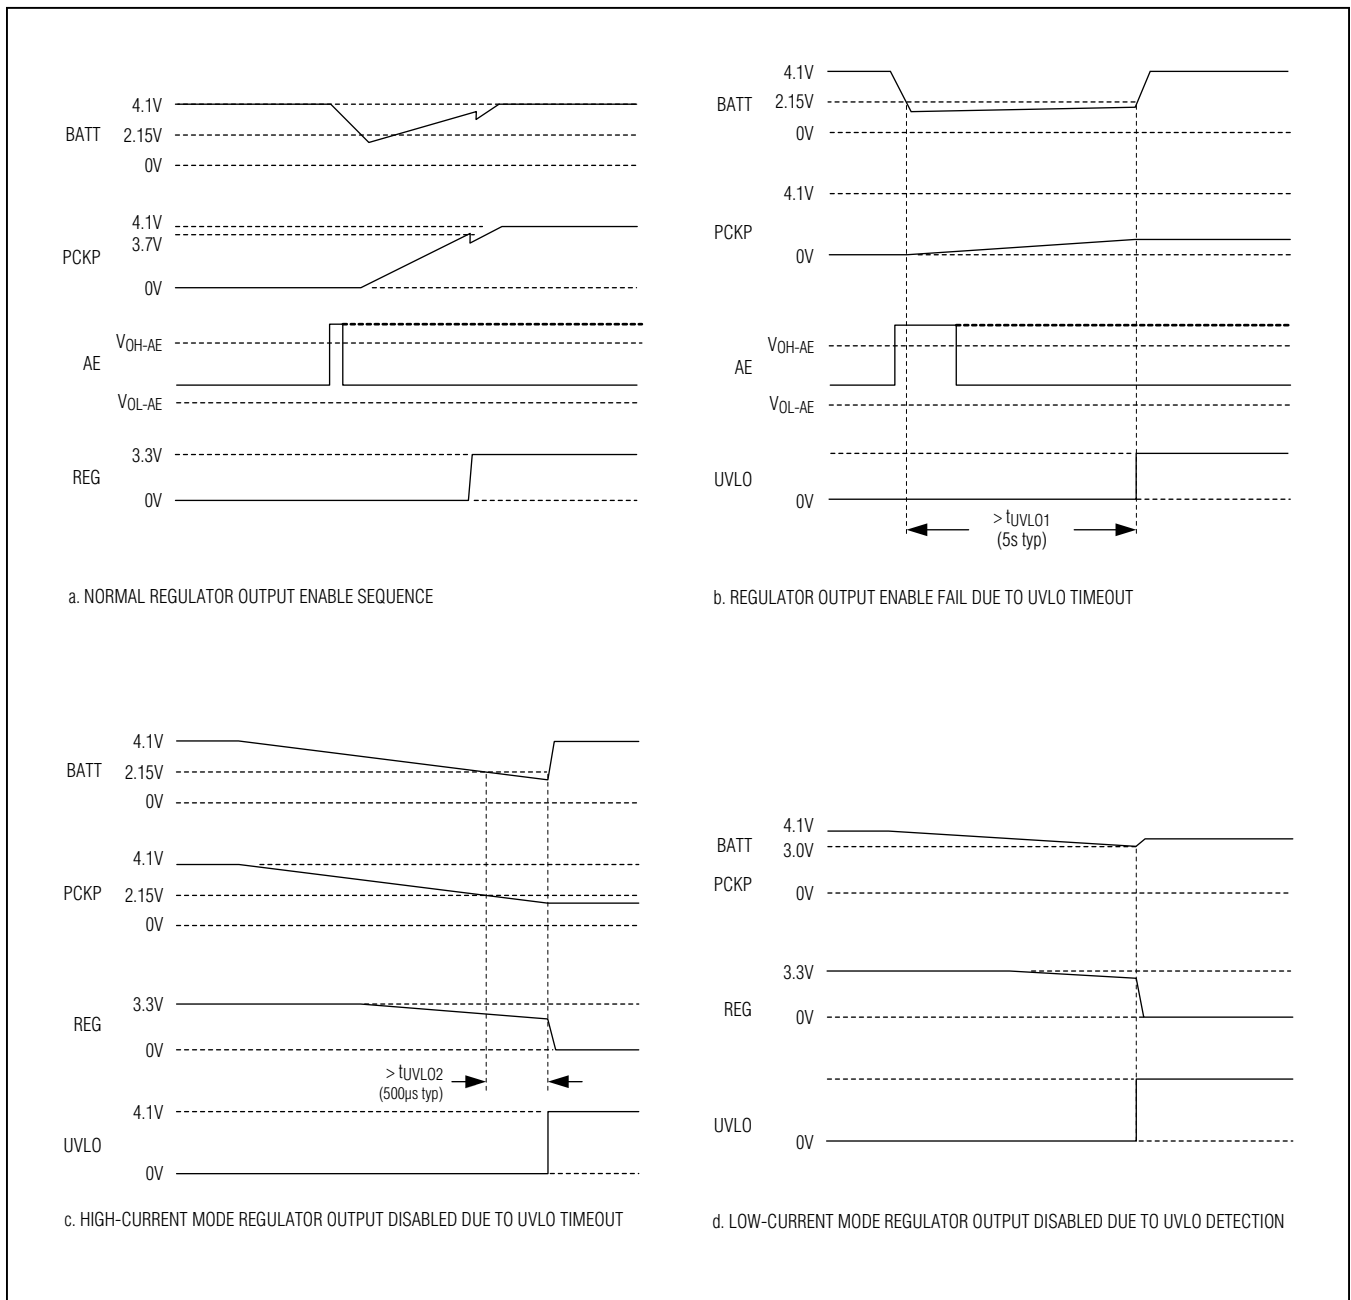 4.1V
BATT 2.15V
0V
4.1V
3.7V
PCKP
0V
VOH-AE
AE
VOL-AE
3.3V
REG
0V
a. NORMAL REGULATOR OUTPUT ENABLE SEQUENCE
4.1V
BATT 2.15V
0V
4.1V
PCKP
0V
VOH-AE
AE
VOL-AE
UVLO
0V
> tUVLO1
(5s typ)
b. REGULATOR OUTPUT ENABLE FAIL DUE TO UVLO TIMEOUT
4.1V
BATT 2.15V
0V
4.1V
PCKP 2.15V
0V
3.3V
REG
0V
> tUVLO2
(500µs typ)
4.1V
UVLO
0V
c. HIGH-CURRENT MODE REGULATOR OUTPUT DISABLED DUE TO UVLO TIMEOUT
4.1V
BATT 3.0V
PCKP
0V
3.3V
REG
0V
UVLO
0V
d. LOW-CURRENT MODE REGULATOR OUTPUT DISABLED DUE TO UVLO DETECTION